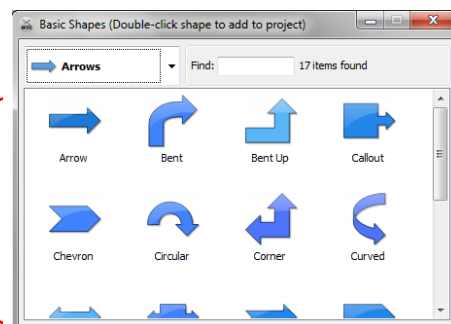 Basic Shapes (Double-click shape to add to project)
Arrows Find: 17 items found
Arrow Bent Bent Up Callout
Chevron Circular Corner Curved